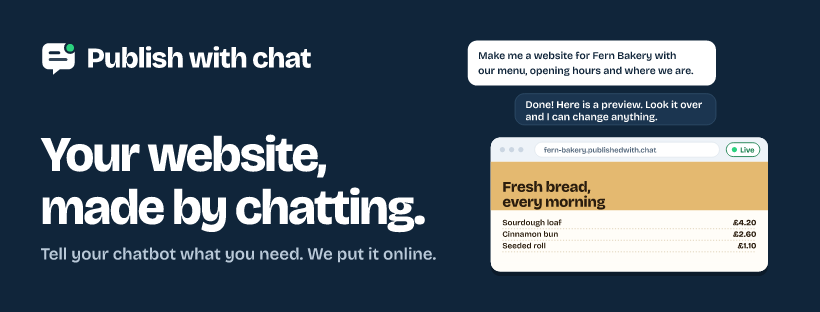 Publish with chat
Your website,
made by chatting.
Tell your chatbot what you need. We put it online.
Make me a website for Fern Bakery with
our menu, opening hours and where we are.
Done! Here is a preview. Look it over
and I can change anything.
fern-bakery.publishedwith.chat
Live
Fresh bread,
every morning
Sourdough loaf £4.20
Cinnamon bun £2.60
Seeded roll £1.10